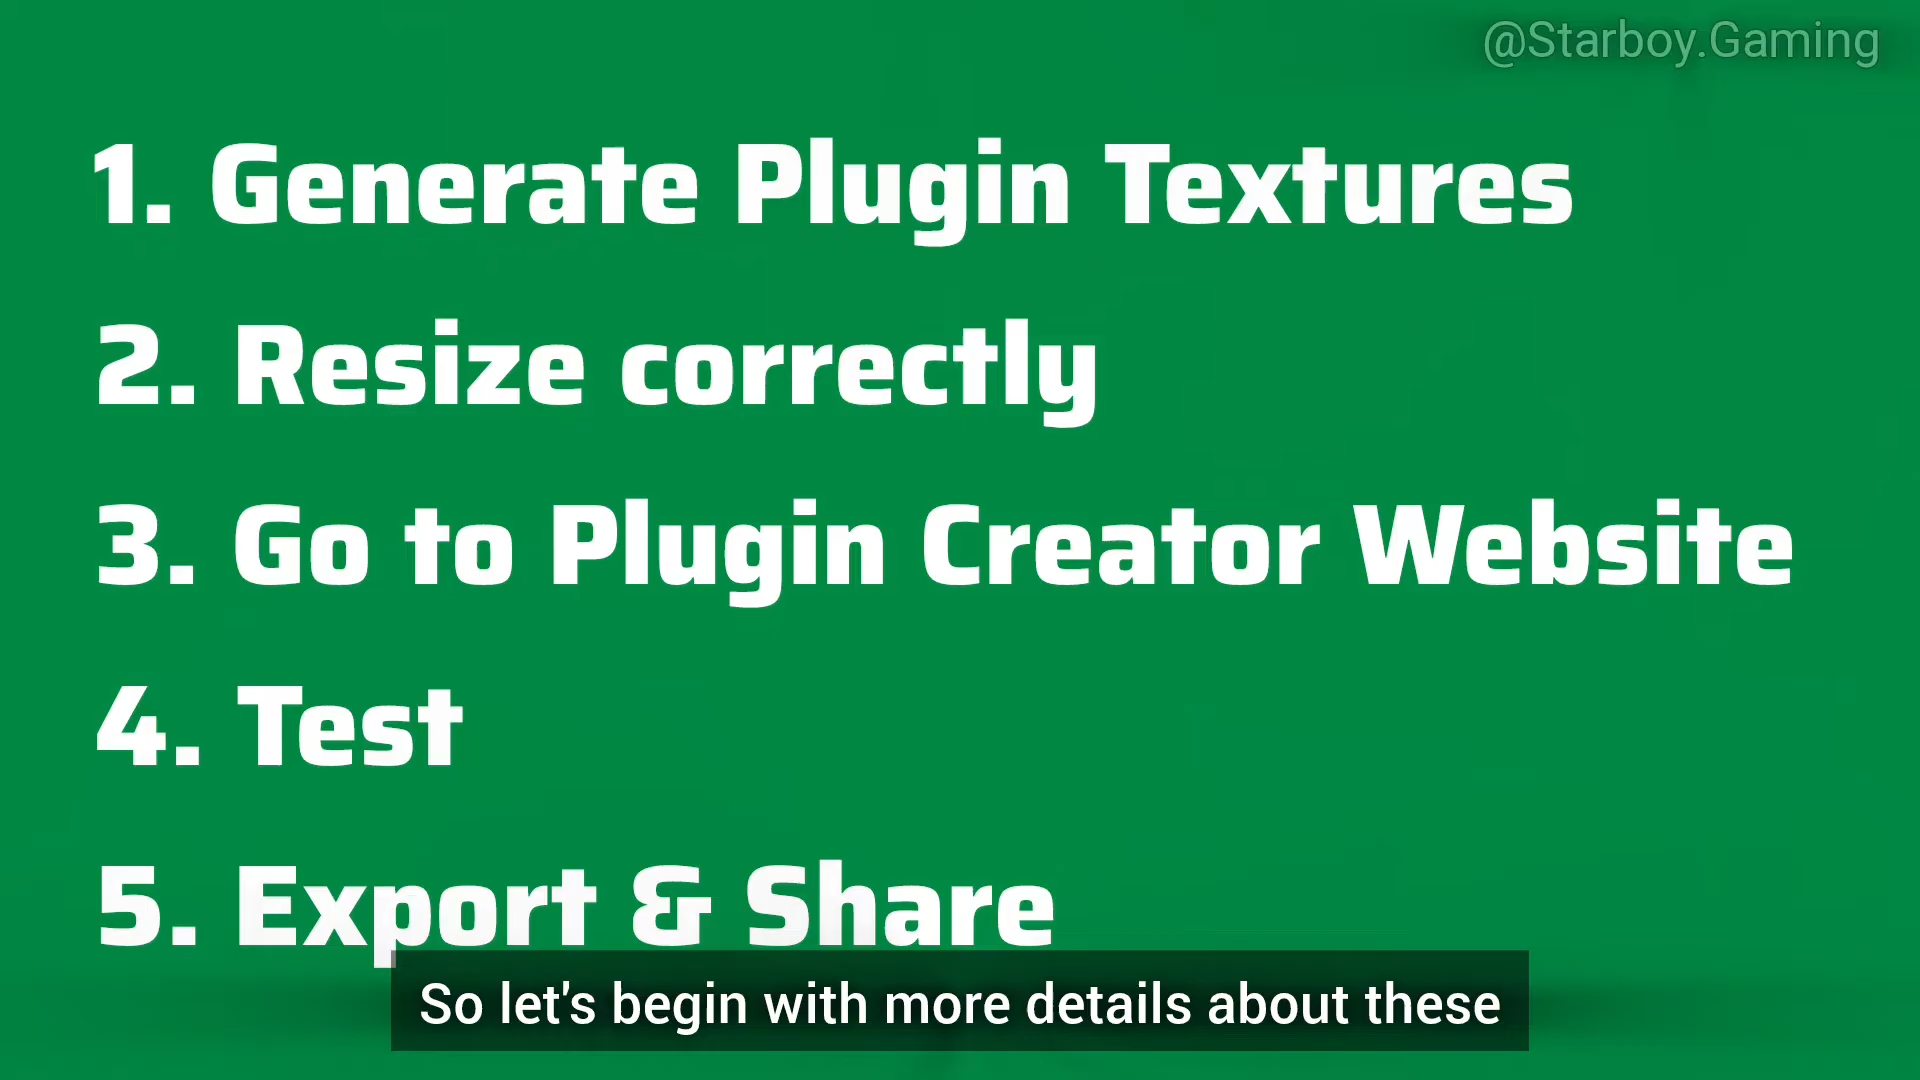 @Starboy.Gaming
1. Generate Plugin Textures
2. Resize correctly
3. Go to Plugin Creator Website
4. Test
5. Export & Share
So let's begin with more details about these